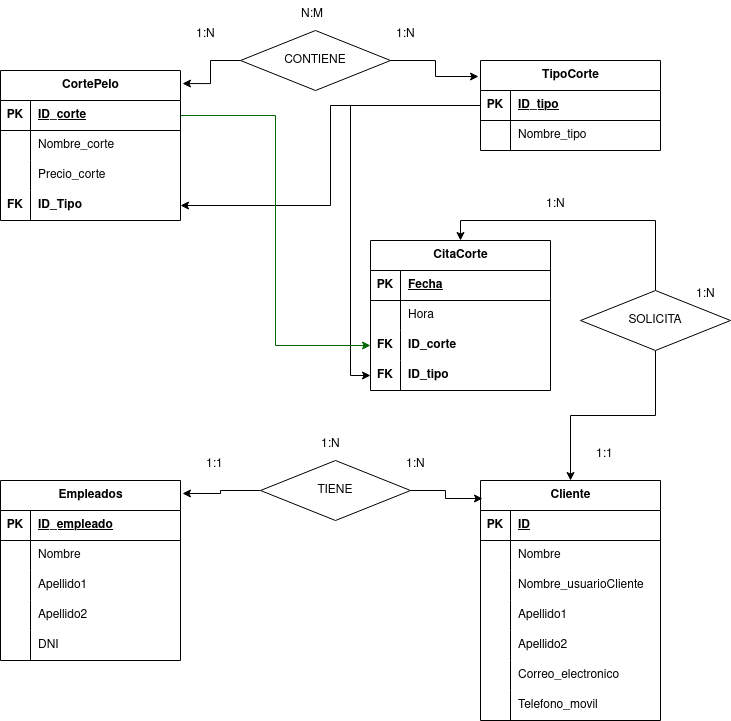 N:M
1:N
1:N
CONTIENE
CortePelo
PK ID_corte
Nombre_corte
Precio_corte
FK ID_Tipo
TipoCorte
PK ID_tipo
Nombre_tipo
1:N
CitaCorte
PK Fecha
Hora
FK ID_corte
FK ID_tipo
1:N
SOLICITA
1:1
1:N
1:1
1:N
TIENE
Empleados
PK ID_empleado
Nombre
Apellido1
Apellido2
DNI
Cliente
PK ID
Nombre
Nombre_usuarioCliente
Apellido1
Apellido2
Correo_electronico
Telefono_movil